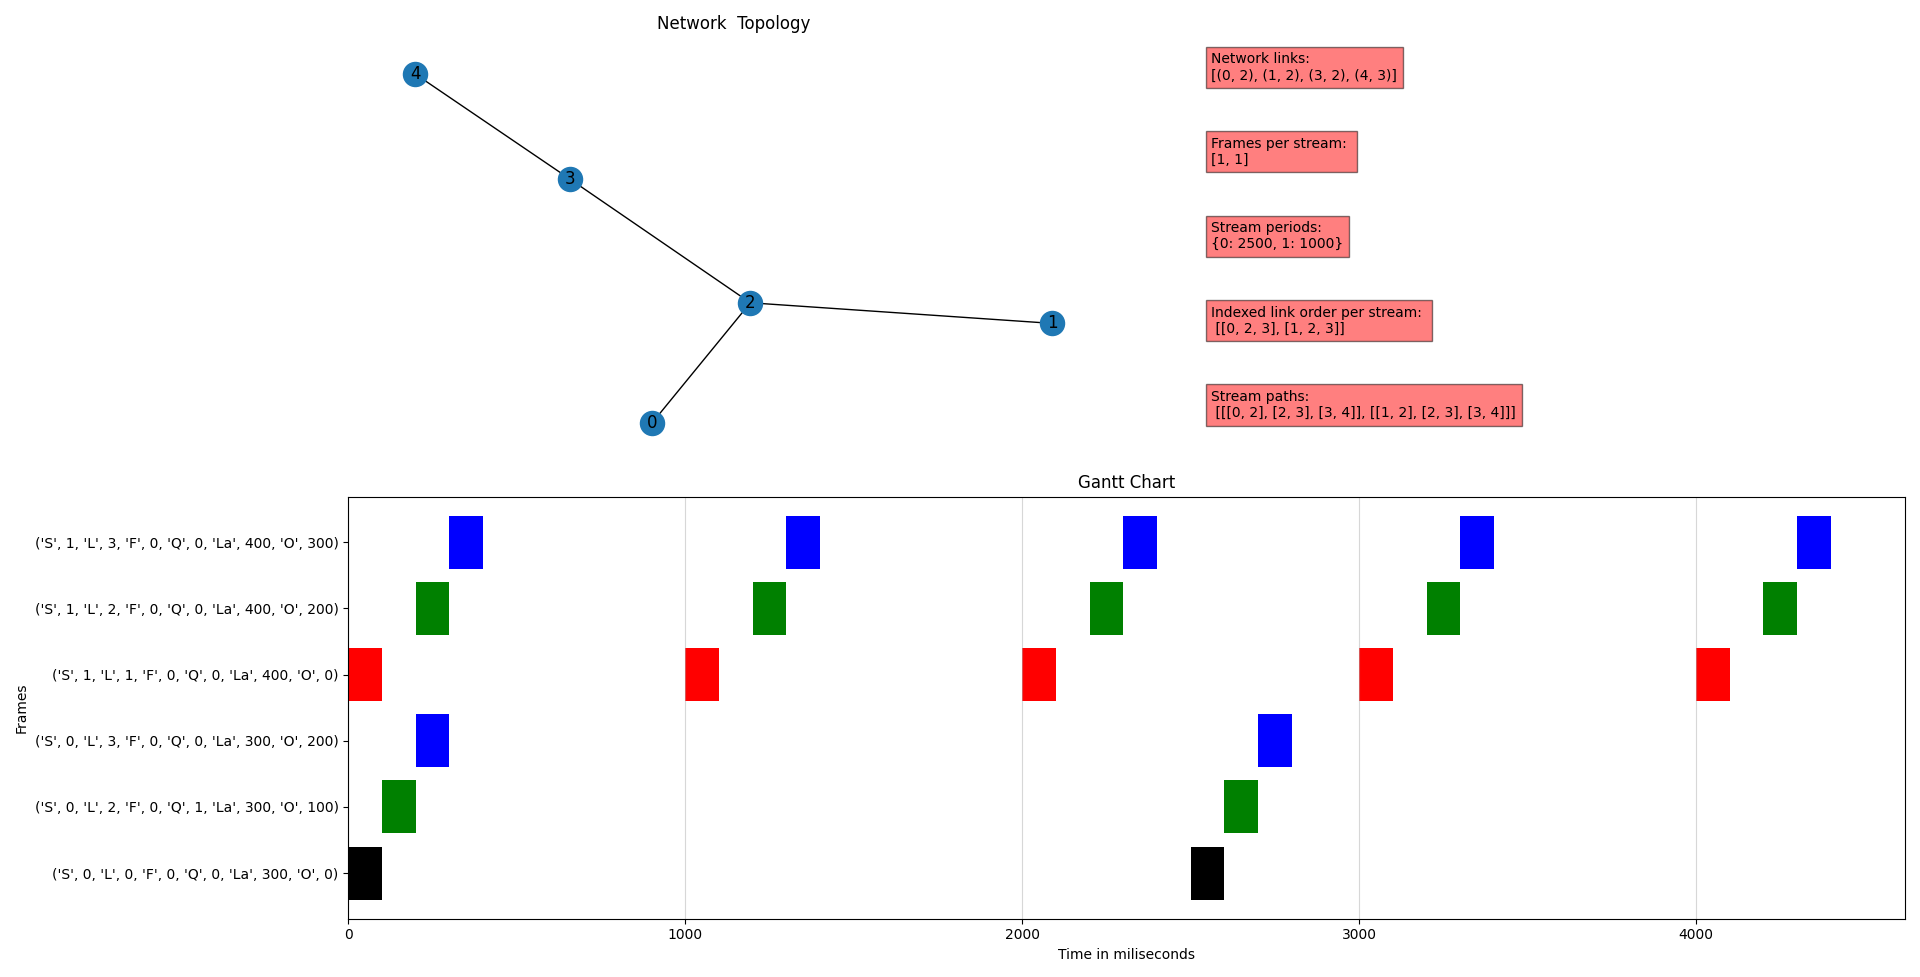 Network  Topology
4
3
2
1
0
Network links:
[(0, 2), (1, 2), (3, 2), (4, 3)]
Frames per stream:
[1, 1]
Stream periods:
{0: 2500, 1: 1000}
Indexed link order per stream:
[[0, 2, 3], [1, 2, 3]]
Stream paths:
[[[0, 2], [2, 3], [3, 4]], [[1, 2], [2, 3], [3, 4]]]
Gantt Chart
Frames
('S', 1, 'L', 3, 'F', 0, 'Q', 0, 'La', 400, 'O', 300)
('S', 1, 'L', 2, 'F', 0, 'Q', 0, 'La', 400, 'O', 200)
('S', 1, 'L', 1, 'F', 0, 'Q', 0, 'La', 400, 'O', 0)
('S', 0, 'L', 3, 'F', 0, 'Q', 0, 'La', 300, 'O', 200)
('S', 0, 'L', 2, 'F', 0, 'Q', 1, 'La', 300, 'O', 100)
('S', 0, 'L', 0, 'F', 0, 'Q', 0, 'La', 300, 'O', 0)
0 1000 2000 3000 4000
Time in miliseconds